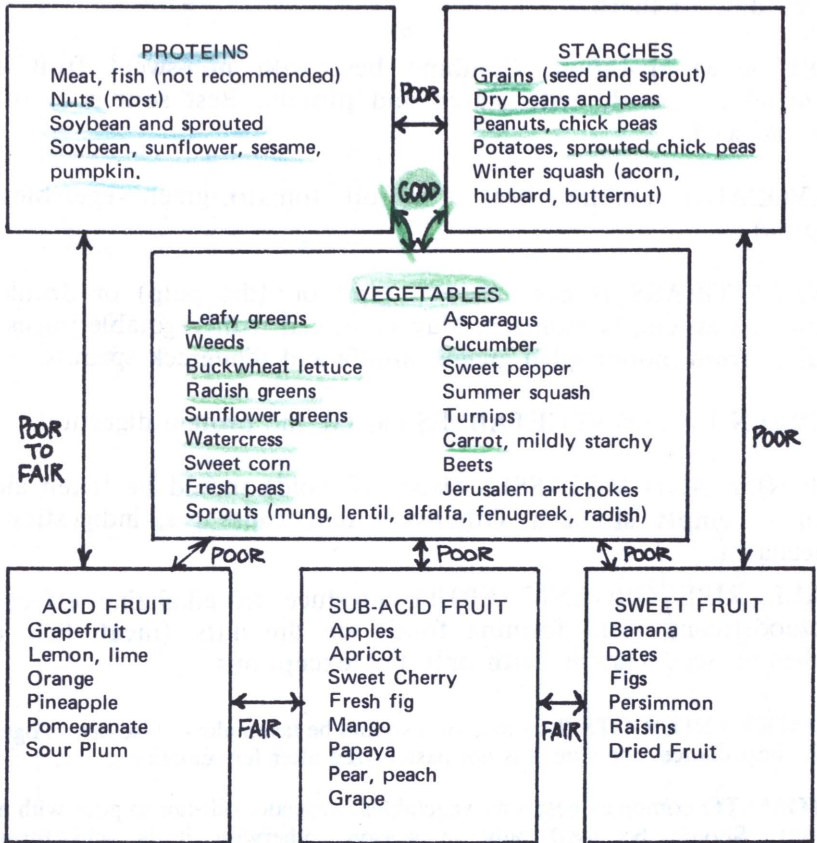 PROTEINS
Meat, fish (not recommended)
Nuts (most)
Soybean and sprouted
Soybean, sunflower, sesame,
pumpkin.
POOR
STARCHES
Grains (seed and sprout)
Dry beans and peas
Peanuts, chick peas
Potatoes, sprouted chick peas
Winter squash (acorn,
hubbard, butternut)
GOOD
VEGETABLES
Leafy greens
Weeds
Buckwheat lettuce
Radish greens
Sunflower greens
Watercress
Sweet corn
Fresh peas
Sprouts (mung, lentil, alfalfa, fenugreek, radish)
Asparagus
Cucumber
Sweet pepper
Summer squash
Turnips
Carrot, mildly starchy
Beets
Jerusalem artichokes
POOR
TO
FAIR
POOR
POOR
POOR
POOR
ACID FRUIT
Grapefruit
Lemon, lime
Orange
Pineapple
Pomegranate
Sour Plum
FAIR
SUB-ACID FRUIT
Apples
Apricot
Sweet Cherry
Fresh fig
Mango
Papaya
Pear, peach
Grape
FAIR
SWEET FRUIT
Banana
Dates
Figs
Persimmon
Raisins
Dried Fruit